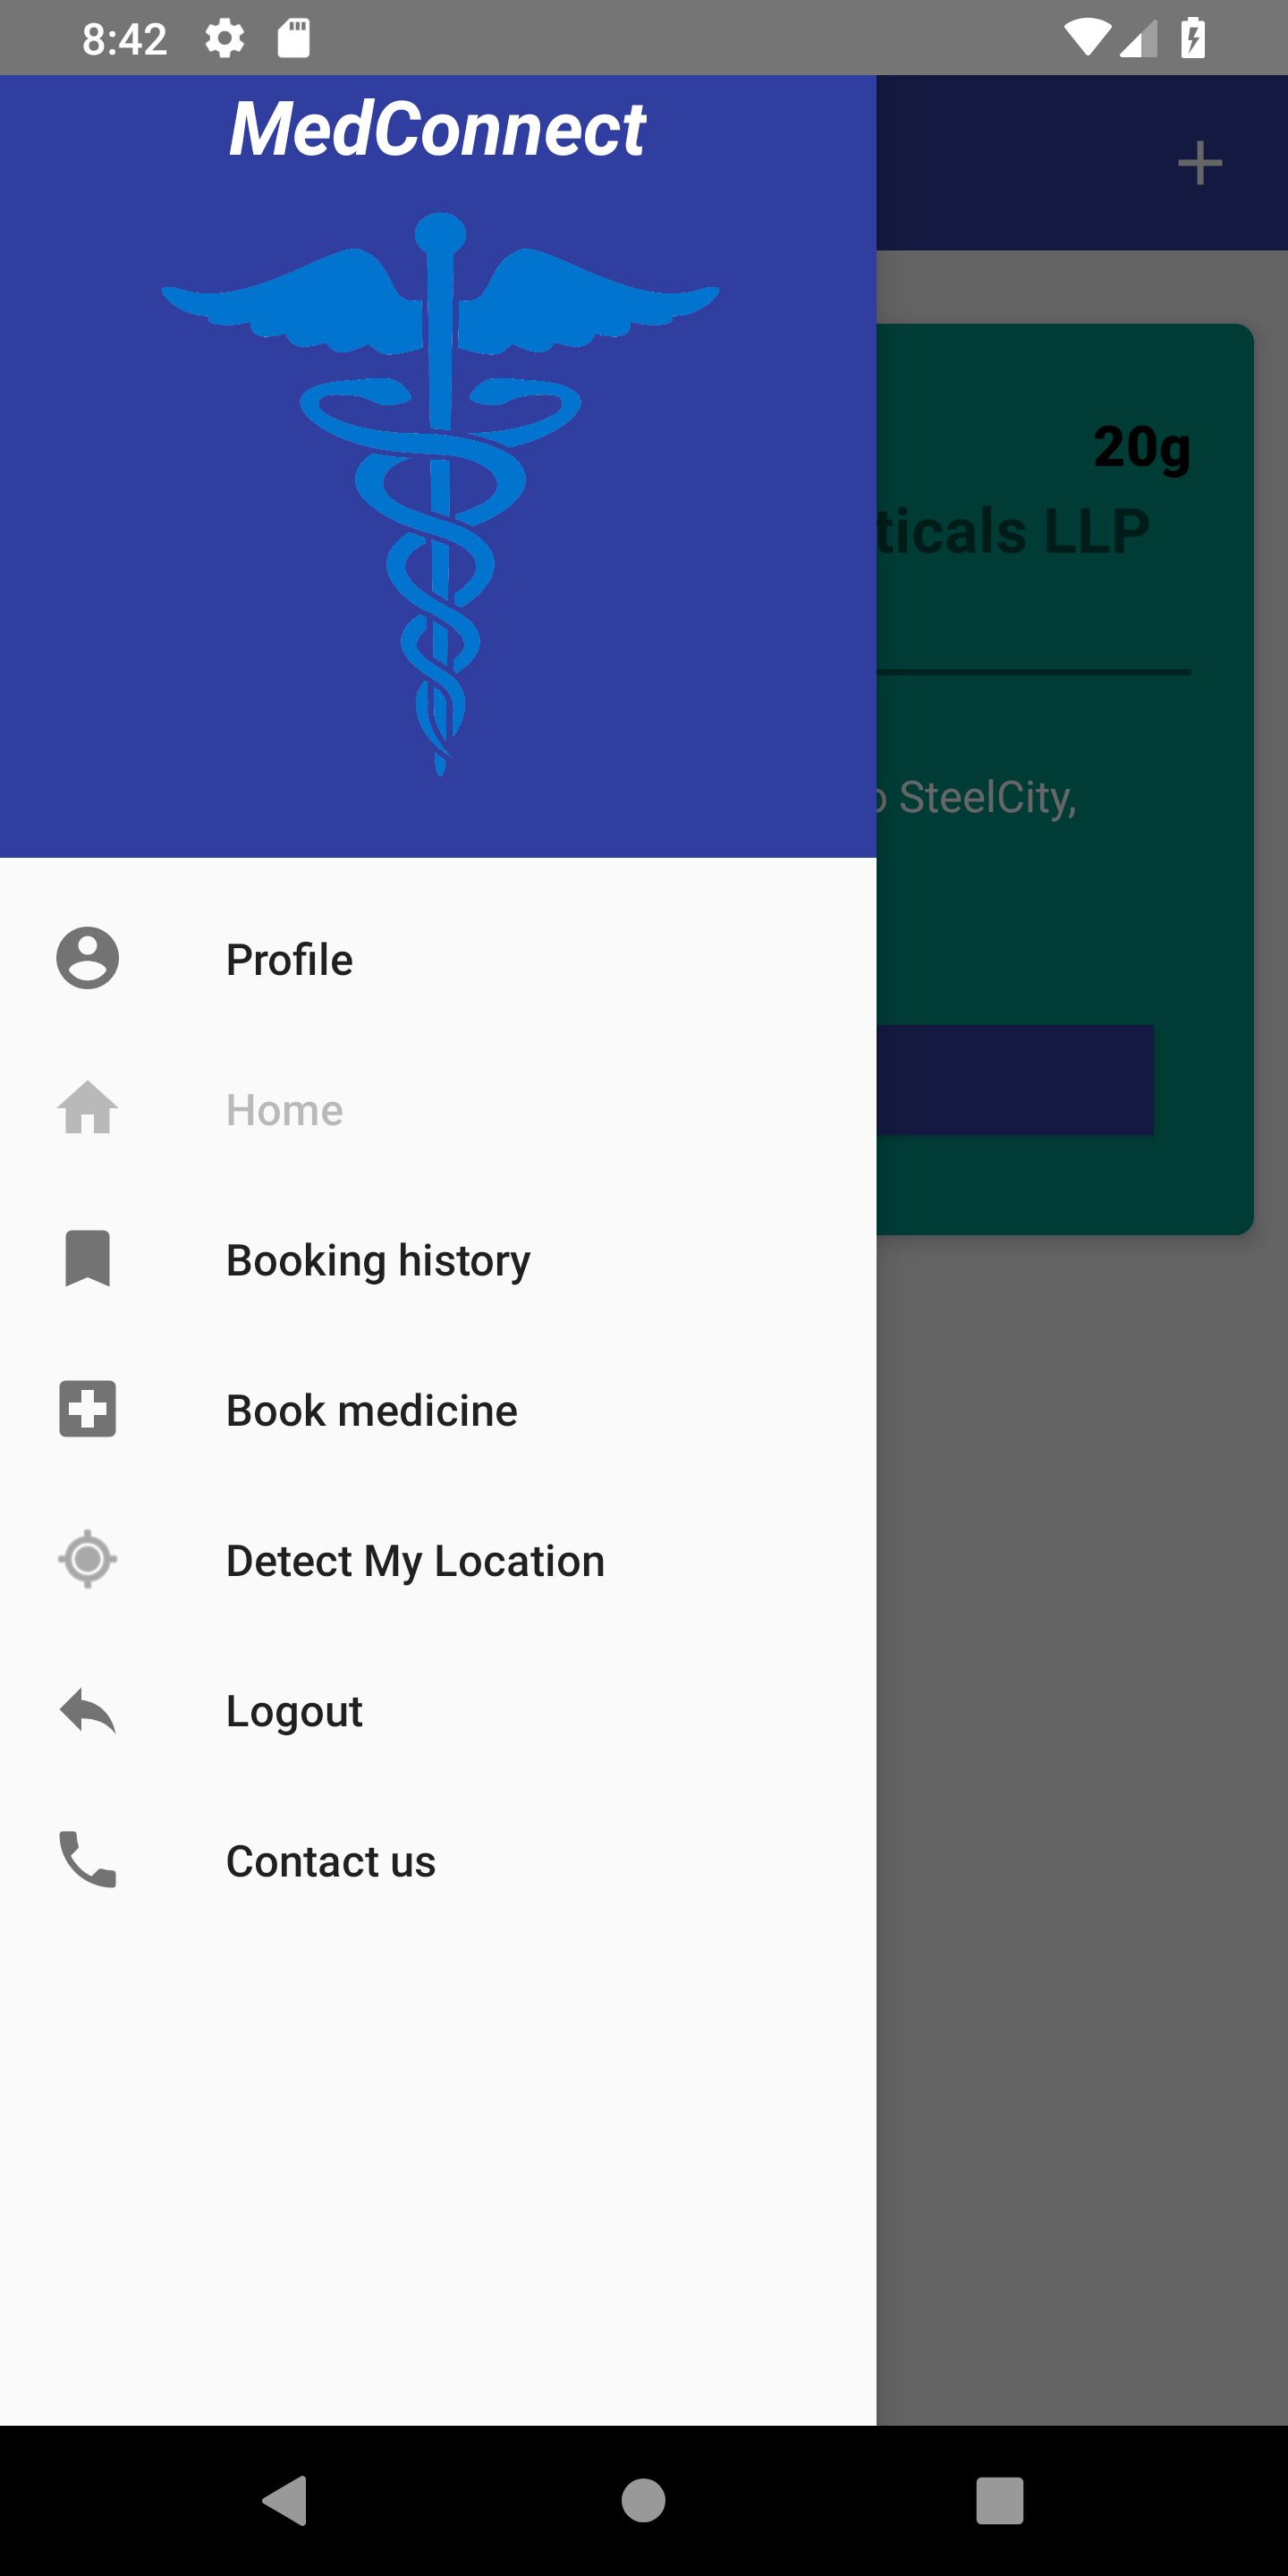 8:42
MedConnect
20g
ticals LLP
SteelCity,
Profile
Home
Booking history
Book medicine
Detect My Location
Logout
Contact us